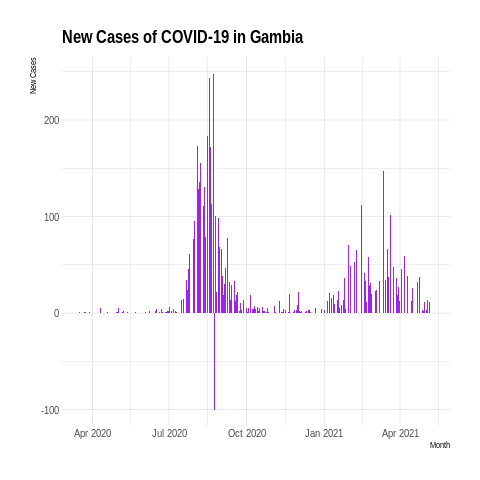 New Cases of COVID-19 in Gambia
New Cases
200
100
0
-100
Apr 2020 Jul 2020 Oct 2020 Jan 2021 Apr 2021
Month